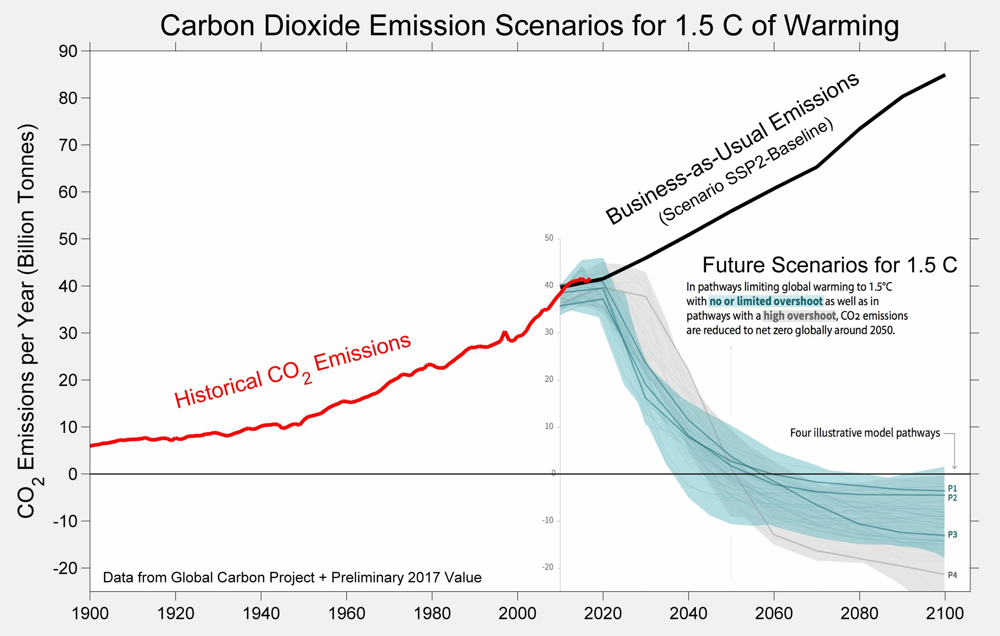 Carbon Dioxide Emission Scenarios for 1.5 C of Warming
CO2 Emissions per Year (Billion Tonnes)
90
80
70
60
50
40
30
20
10
0
-10
-20
Historical CO2 Emissions
Business-as-Usual Emissions
(Scenario SSP2-Baseline)
50
40
30
20
10
0
-10
-20
Future Scenarios for 1.5 C
In pathways limiting global warming to 1.5°C
with no or limited overshoot as well as in
pathways with a high overshoot, CO2 emissions
are reduced to net zero globally around 2050.
Four illustrative model pathways
P1
P2
P3
P4
Data from Global Carbon Project + Preliminary 2017 Value
1900 1920 1940 1960 1980 2000 2020 2040 2060 2080 2100